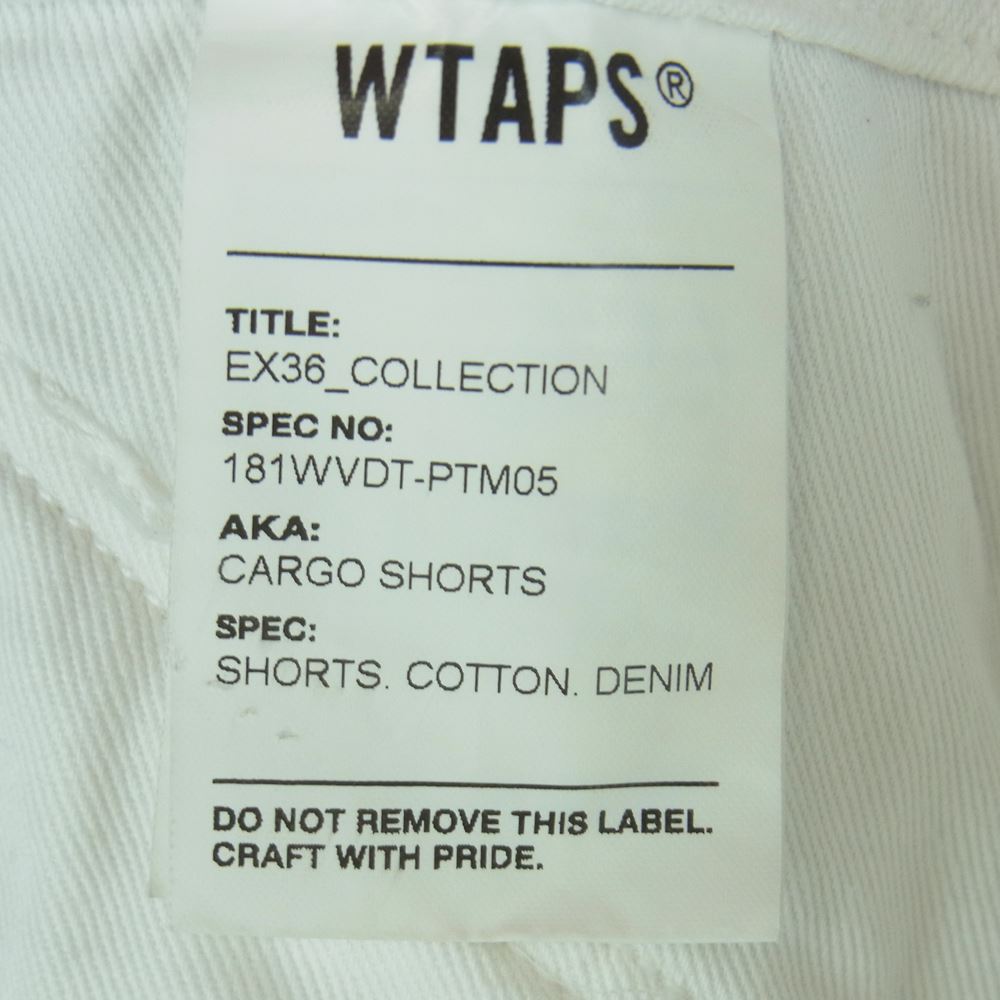 WTAPS®
TITLE:
EX36_COLLECTION
SPEC NO:
181WVDT-PTM05
AKA:
CARGO SHORTS
SPEC:
SHORTS. COTTON. DENIM
DO NOT REMOVE THIS LABEL.
CRAFT WITH PRIDE.